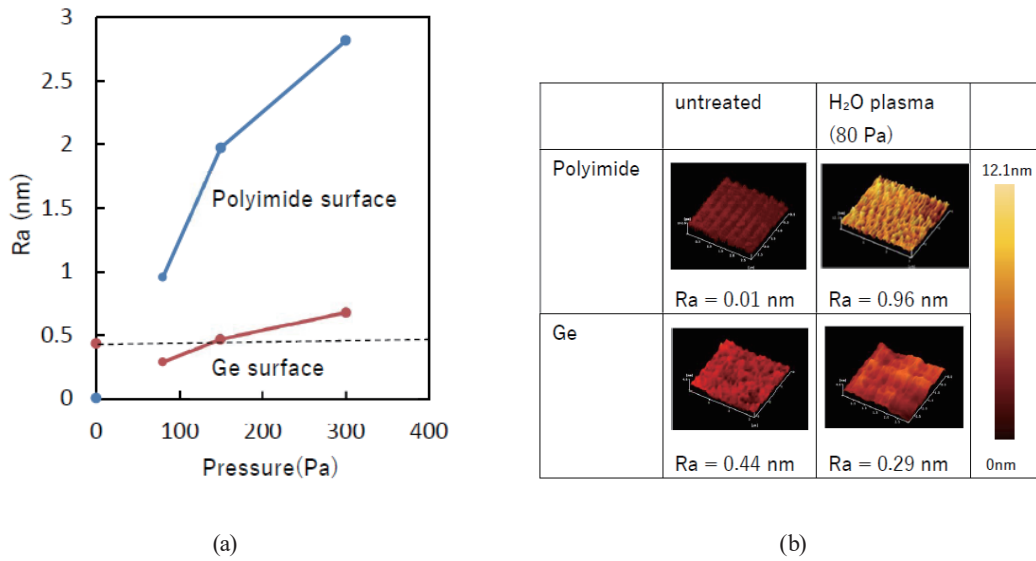 3
2.5
2
1.5
1
0.5
0
Ra (nm)
Polyimide surface
Ge surface
0 100 200 300 400
Pressure(Pa)
(a)
untreated
H₂O plasma
(80 Pa)
Polyimide
Ra = 0.01 nm
Ra = 0.96 nm
Ge
Ra = 0.44 nm
Ra = 0.29 nm
12.1nm
0nm
(b)